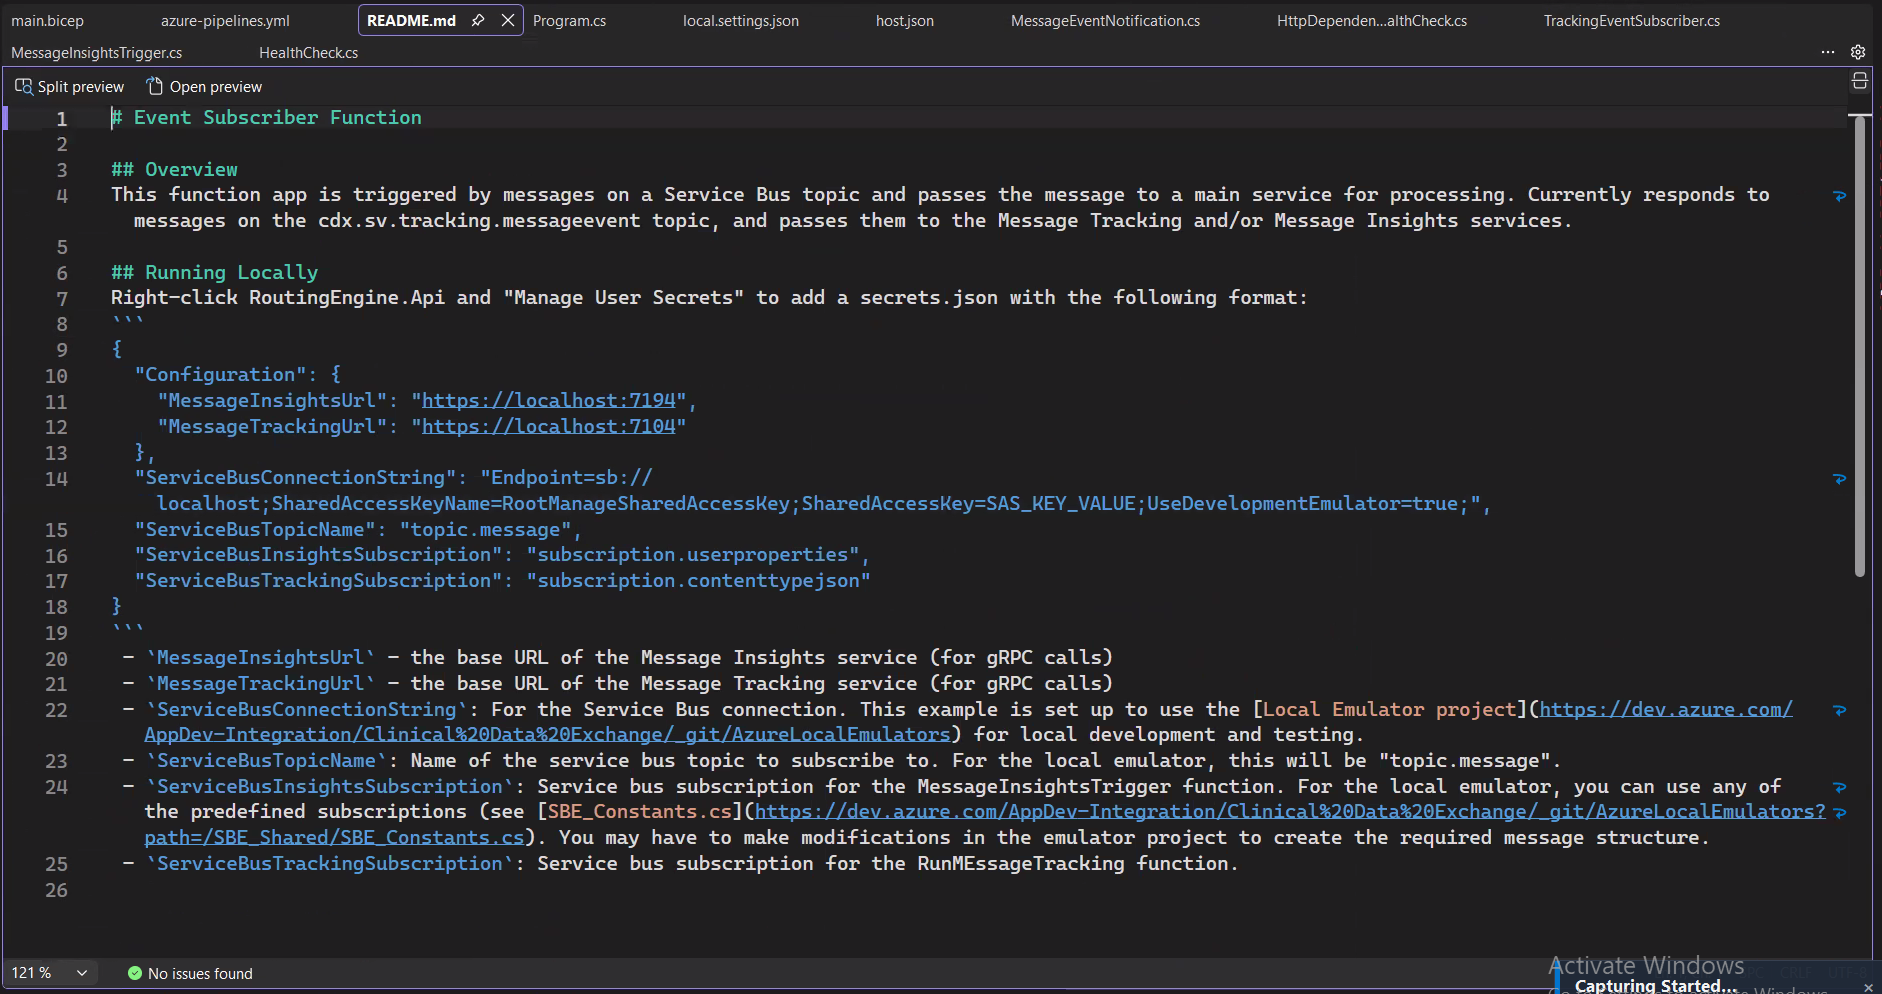 main.bicep azure-pipelines.yml README.md Program.cs local.settings.json host.json MessageEventNotification.cs HttpDependen...althCheck.cs TrackingEventSubscriber.cs
MessageInsightsTrigger.cs HealthCheck.cs
Split preview Open preview
1 # Event Subscriber Function
2
3 ## Overview
4 This function app is triggered by messages on a Service Bus topic and passes the message to a main service for processing. Currently responds to
messages on the cdx.sv.tracking.messageevent topic, and passes them to the Message Tracking and/or Message Insights services.
5
6 ## Running Locally
7 Right-click RoutingEngine.Api and "Manage User Secrets" to add a secrets.json with the following format:
8 ```
9 {
10 "Configuration": {
11 "MessageInsightsUrl": "https://localhost:7194",
12 "MessageTrackingUrl": "https://localhost:7104"
13 },
14 "ServiceBusConnectionString": "Endpoint=sb://
localhost;SharedAccessKeyName=RootManageSharedAccessKey;SharedAccessKey=SAS_KEY_VALUE;UseDevelopmentEmulator=true;",
15 "ServiceBusTopicName": "topic.message",
16 "ServiceBusInsightsSubscription": "subscription.userproperties",
17 "ServiceBusTrackingSubscription": "subscription.contenttypejson"
18 }
19 ```
20 - `MessageInsightsUrl` - the base URL of the Message Insights service (for gRPC calls)
21 - `MessageTrackingUrl` - the base URL of the Message Tracking service (for gRPC calls)
22 - `ServiceBusConnectionString`: For the Service Bus connection. This example is set up to use the [Local Emulator project](https://dev.azure.com/
AppDev-Integration/Clinical%20Data%20Exchange/_git/AzureLocalEmulators) for local development and testing.
23 - `ServiceBusTopicName`: Name of the service bus topic to subscribe to. For the local emulator, this will be "topic.message".
24 - `ServiceBusInsightsSubscription`: Service bus subscription for the MessageInsightsTrigger function. For the local emulator, you can use any of
the predefined subscriptions (see [SBE_Constants.cs](https://dev.azure.com/AppDev-Integration/Clinical%20Data%20Exchange/_git/AzureLocalEmulators?
path=/SBE_Shared/SBE_Constants.cs). You may have to make modifications in the emulator project to create the required message structure.
25 - `ServiceBusTrackingSubscription`: Service bus subscription for the RunMEssageTracking function.
26
121 % No issues found
Activate Windows
Capturing Started...